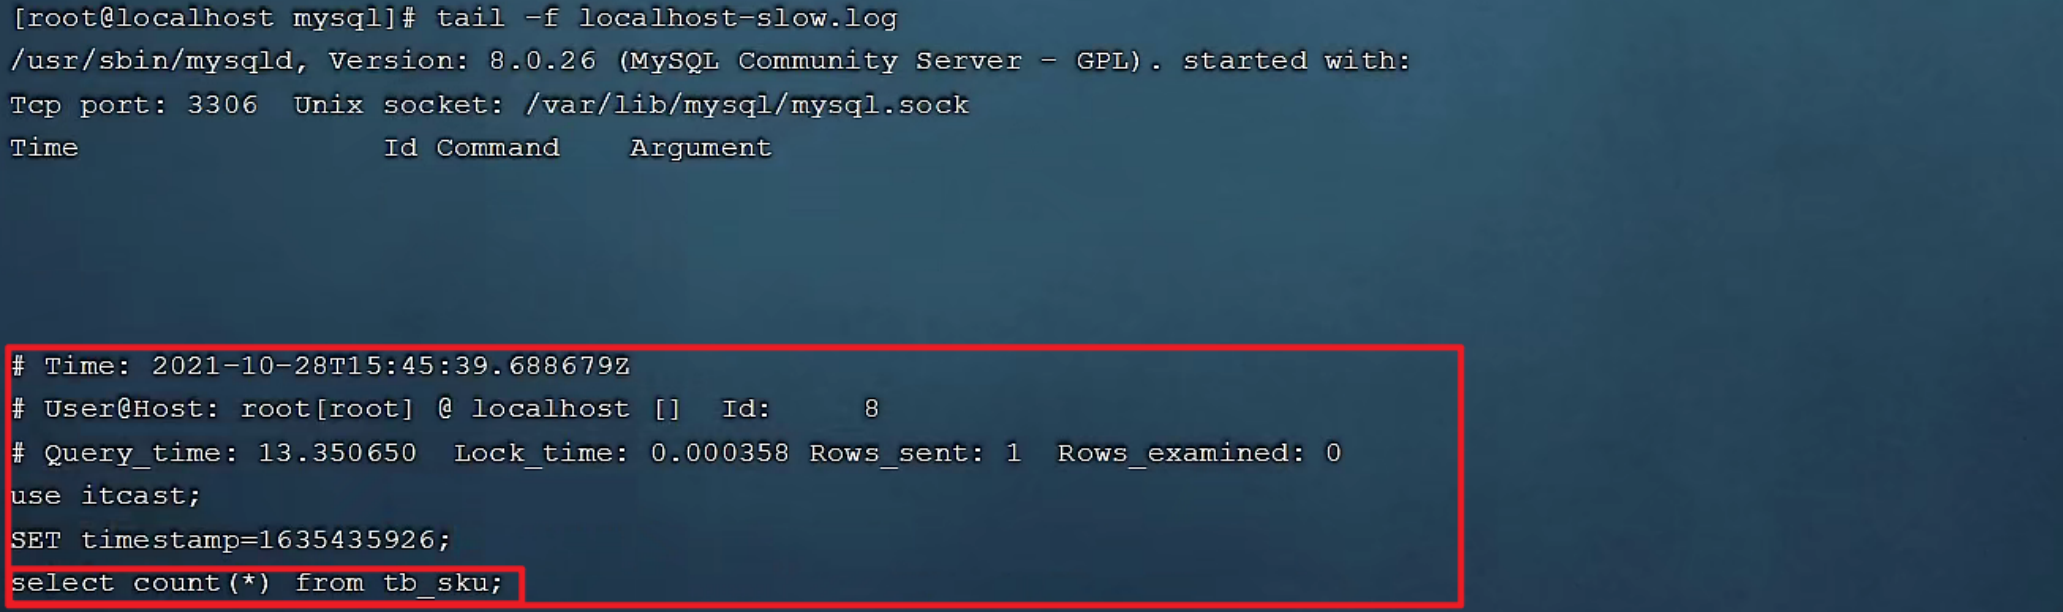 [root@localhost mysql]# tail -f localhost-slow.log
/usr/sbin/mysqld, Version: 8.0.26 (MySQL Community Server - GPL). started with:
Tcp port: 3306  Unix socket: /var/lib/mysql/mysql.sock
Time                 Id Command    Argument
# Time: 2021-10-28T15:45:39.688679Z
# User@Host: root[root] @ localhost []  Id:     8
# Query_time: 13.350650  Lock_time: 0.000358 Rows_sent: 1  Rows_examined: 0
use itcast;
SET timestamp=1635435926;
select count(*) from tb_sku;